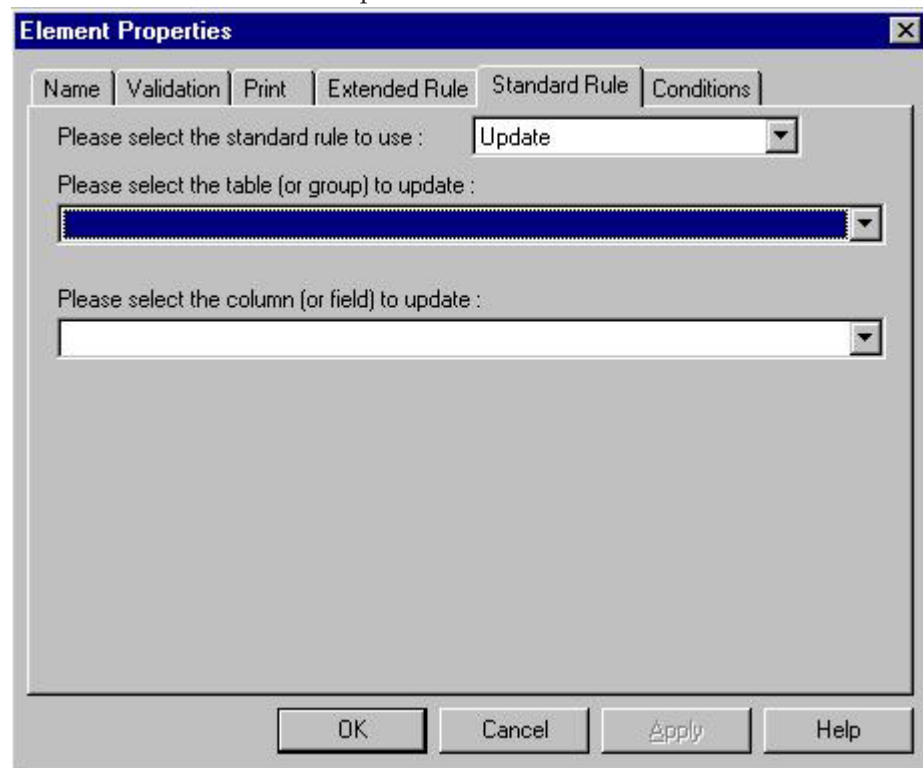 Element Properties
Name Validation Print Extended Rule Standard Rule Conditions
Please select the standard rule to use : Update
Please select the table (or group) to update :
Please select the column (or field) to update :
OK Cancel Apply Help